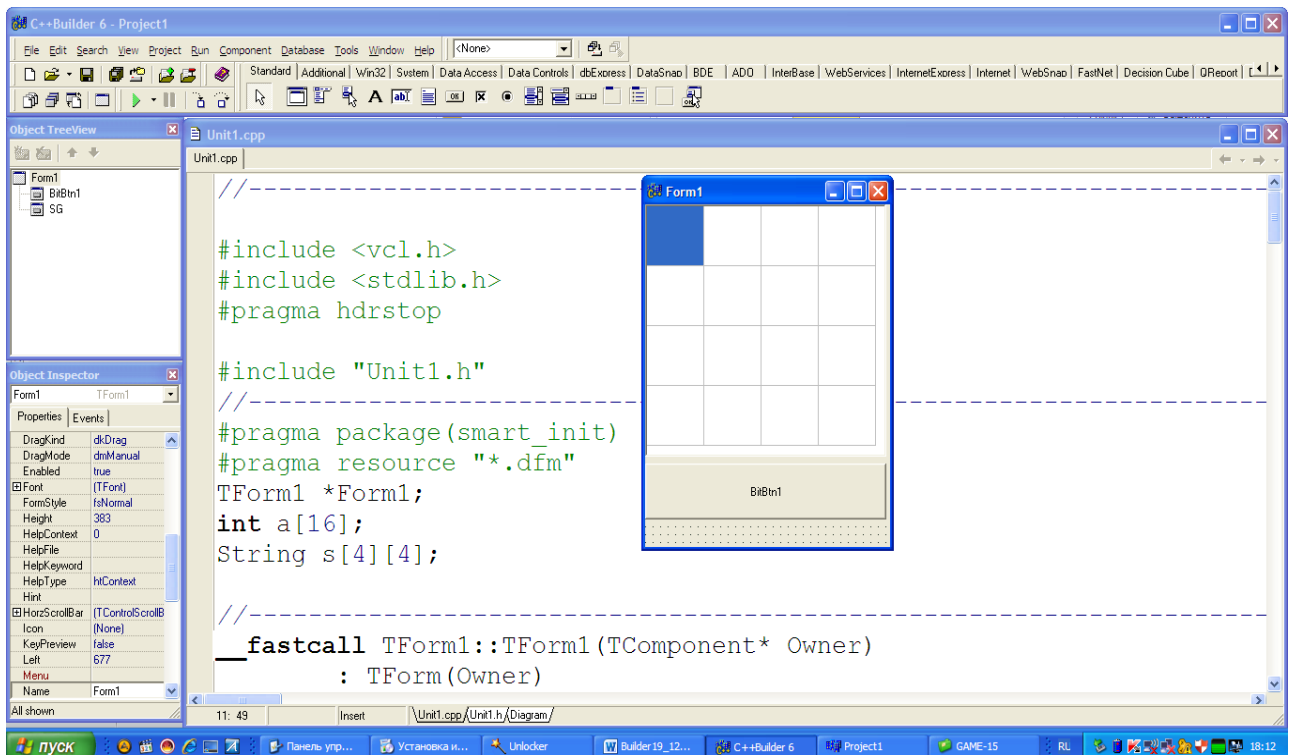 C++Builder 6 - Project1
File Edit Search View Project Run Component Database Tools Window Help <None>
Standard Additional Win32 System Data Access Data Controls dbExpress DataSnap BDE ADO InterBase WebServices InternetExpress Internet WebSnap FastNet Decision Cube QReport
Object TreeView
Form1
BitBtn1
SG
Unit1.cpp
Unit1.cpp
//--------------------------------------------------------------------
#include <vcl.h>
#include <stdlib.h>
#pragma hdrstop
#include "Unit1.h"
//--------------------------------------------------------------------
#pragma package(smart_init)
#pragma resource "*.dfm"
TForm1 *Form1;
int a[16];
String s[4][4];
//--------------------------------------------------------------------
__fastcall TForm1::TForm1(TComponent* Owner)
: TForm(Owner)
Form1
BitBtn1
Object Inspector
Form1 TForm1
Properties Events
DragKind dkDrag
DragMode dmManual
Enabled true
Font (TFont)
FormStyle fsNormal
Height 383
HelpContext 0
HelpFile
HelpKeyword
HelpType htContext
Hint
HorzScrollBar (TControlScrollB
Icon (None)
KeyPreview false
Left 677
Menu
Name Form1
All shown
11: 49 Insert Unit1.cpp Unit1.h Diagram
пуск Панель упр... Установка и... Unlocker Builder19_12... C++Builder 6 Project1 GAME-15 RL 18:12